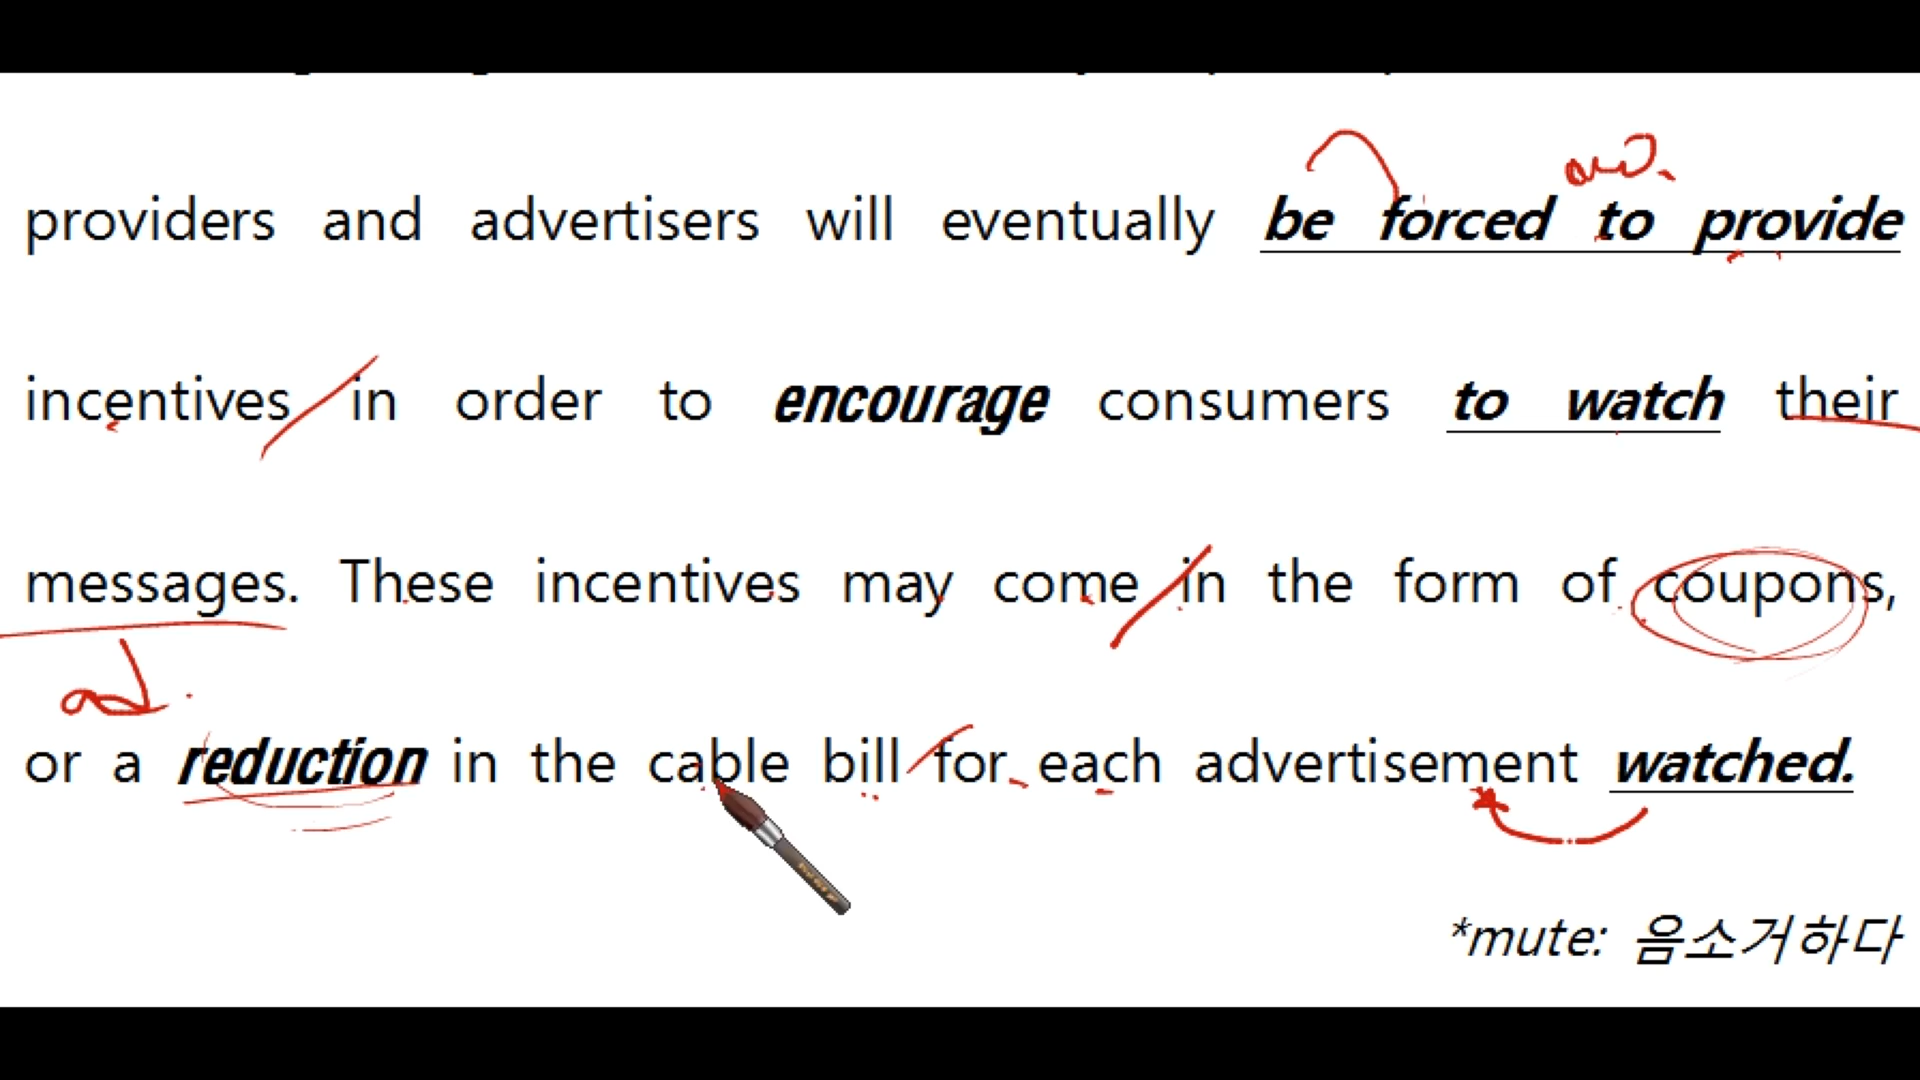 providers and advertisers will eventually be forced to provide
incentives in order to encourage consumers to watch their
messages. These incentives may come in the form of coupons,
ad.
or a reduction in the cable bill for each advertisement watched.
*mute: 음소거하다